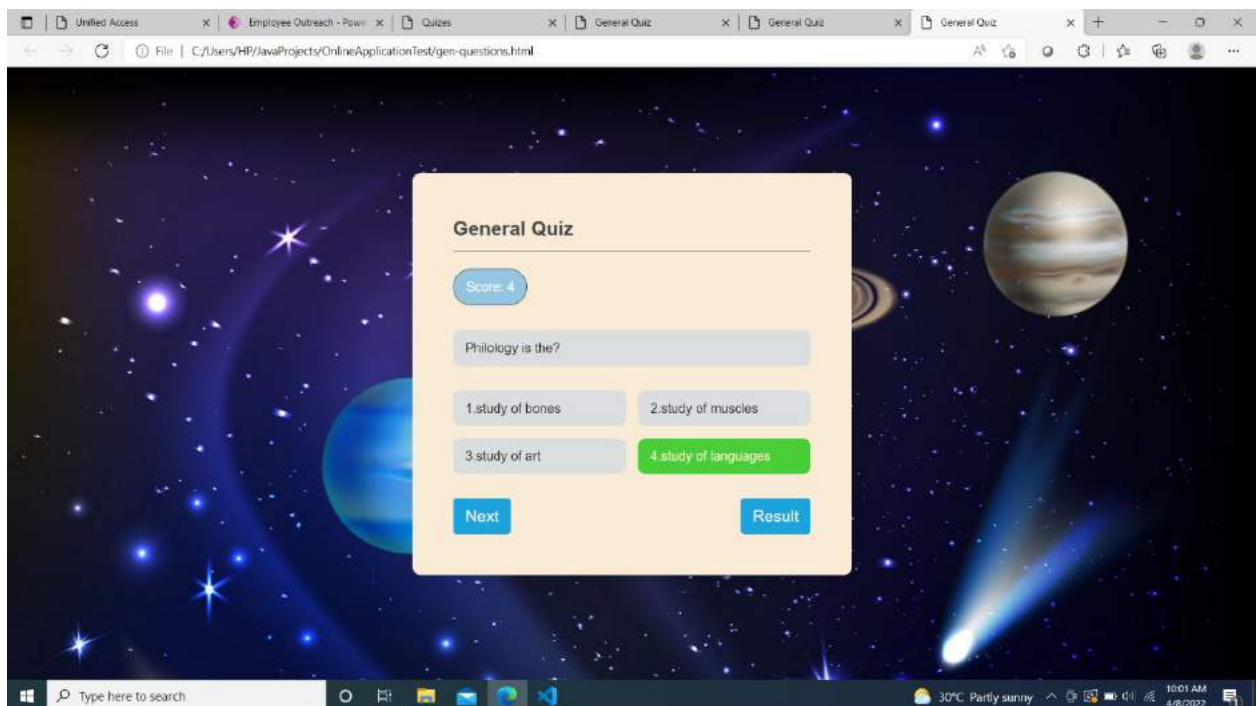 Unified Access
Employee Outreach - Power
Quizes
General Quiz
General Quiz
General Quiz
File | C:/Users/HP/JavaProjects/OnlineApplicationTest/gen-questions.html
General Quiz
Score: 4
Philology is the?
1.study of bones
2.study of muscles
3.study of art
4.study of languages
Next
Result
Type here to search
30°C Partly sunny
10:01 AM
4/8/2022